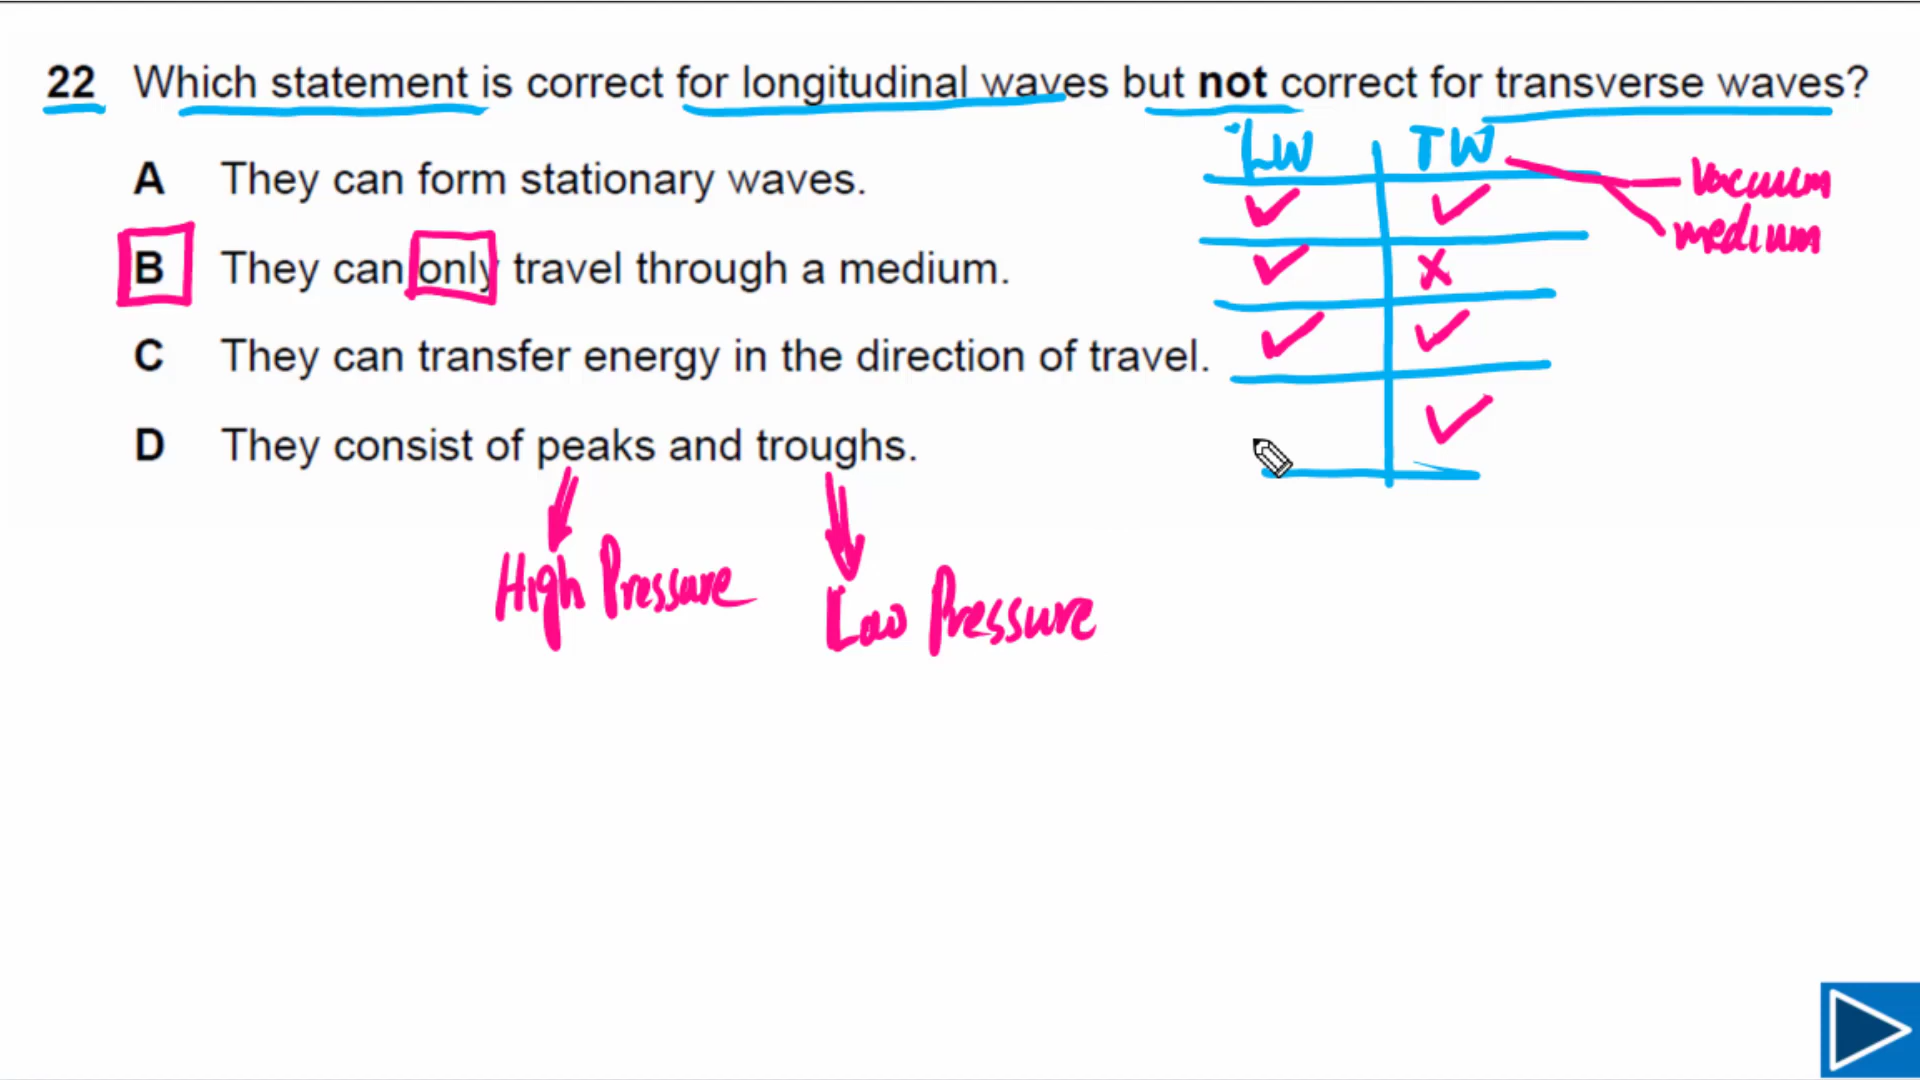 22 Which statement is correct for longitudinal waves but not correct for transverse waves?
LW TW
A They can form stationary waves.
Vacuum
medium
B They can only travel through a medium.
C They can transfer energy in the direction of travel.
D They consist of peaks and troughs.
High Pressure
Low Pressure